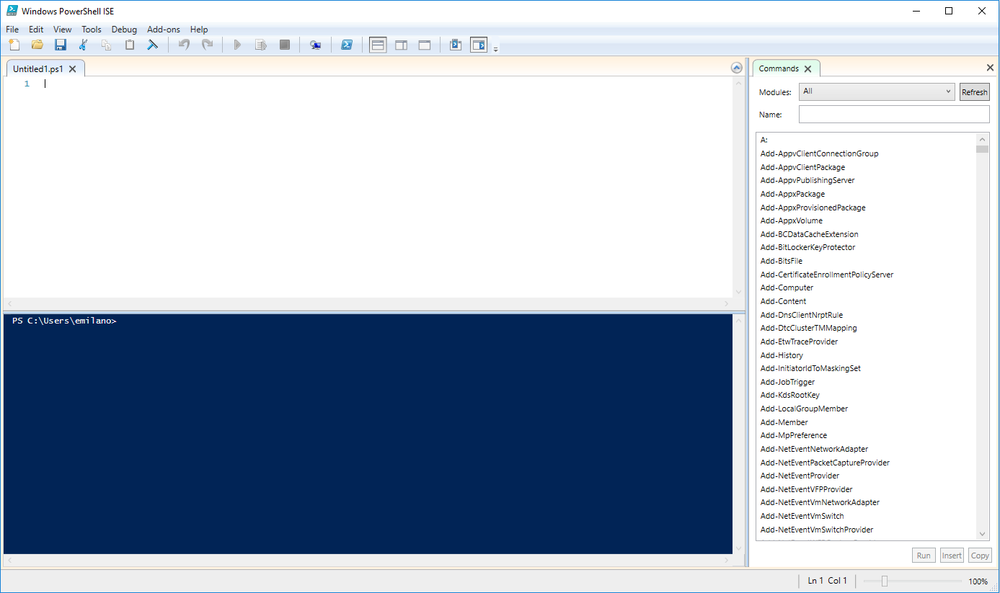 Windows PowerShell ISE
File Edit View Tools Debug Add-ons Help
Untitled1.ps1
1
PS C:\Users\emilano>
Commands
Modules: All Refresh
Name:
A:
Add-AppvClientConnectionGroup
Add-AppvClientPackage
Add-AppvPublishingServer
Add-AppxPackage
Add-AppxProvisionedPackage
Add-AppxVolume
Add-BCDataCacheExtension
Add-BitLockerKeyProtector
Add-BitsFile
Add-CertificateEnrollmentPolicyServer
Add-Computer
Add-Content
Add-DnsClientNrptRule
Add-DtcClusterTMMapping
Add-EtwTraceProvider
Add-History
Add-InitiatorIdToMaskingSet
Add-JobTrigger
Add-KdsRootKey
Add-LocalGroupMember
Add-Member
Add-MpPreference
Add-NetEventNetworkAdapter
Add-NetEventPacketCaptureProvider
Add-NetEventProvider
Add-NetEventVFPProvider
Add-NetEventVmNetworkAdapter
Add-NetEventVmSwitch
Add-NetEventVmSwitchProvider
Run Insert Copy
Ln 1 Col 1 100%